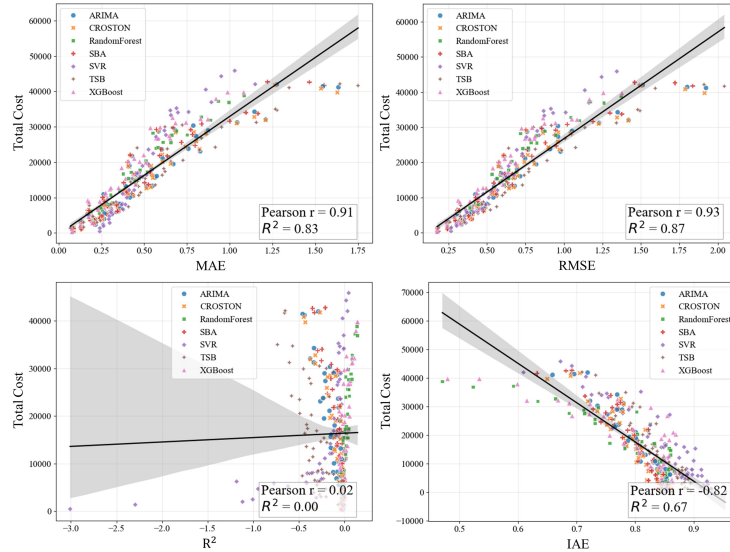 60000
50000
40000
30000
20000
10000
0
Total Cost
ARIMA
CROSTON
RandomForest
SBA
SVR
TSB
XGBoost
Pearson r = 0.91
R² = 0.83
0.00 0.25 0.50 0.75 1.00 1.25 1.50 1.75
MAE
60000
50000
40000
30000
20000
10000
0
Total Cost
ARIMA
CROSTON
RandomForest
SBA
SVR
TSB
XGBoost
Pearson r = 0.93
R² = 0.87
0.25 0.50 0.75 1.00 1.25 1.50 1.75 2.00
RMSE
40000
30000
20000
10000
0
Total Cost
ARIMA
CROSTON
RandomForest
SBA
SVR
TSB
XGBoost
Pearson r = 0.02
R² = 0.00
-3.0 -2.5 -2.0 -1.5 -1.0 -0.5 0.0
R²
70000
60000
50000
40000
30000
20000
10000
0
-10000
Total Cost
ARIMA
CROSTON
RandomForest
SBA
SVR
TSB
XGBoost
Pearson r = -0.82
R² = 0.67
0.5 0.6 0.7 0.8 0.9
IAE